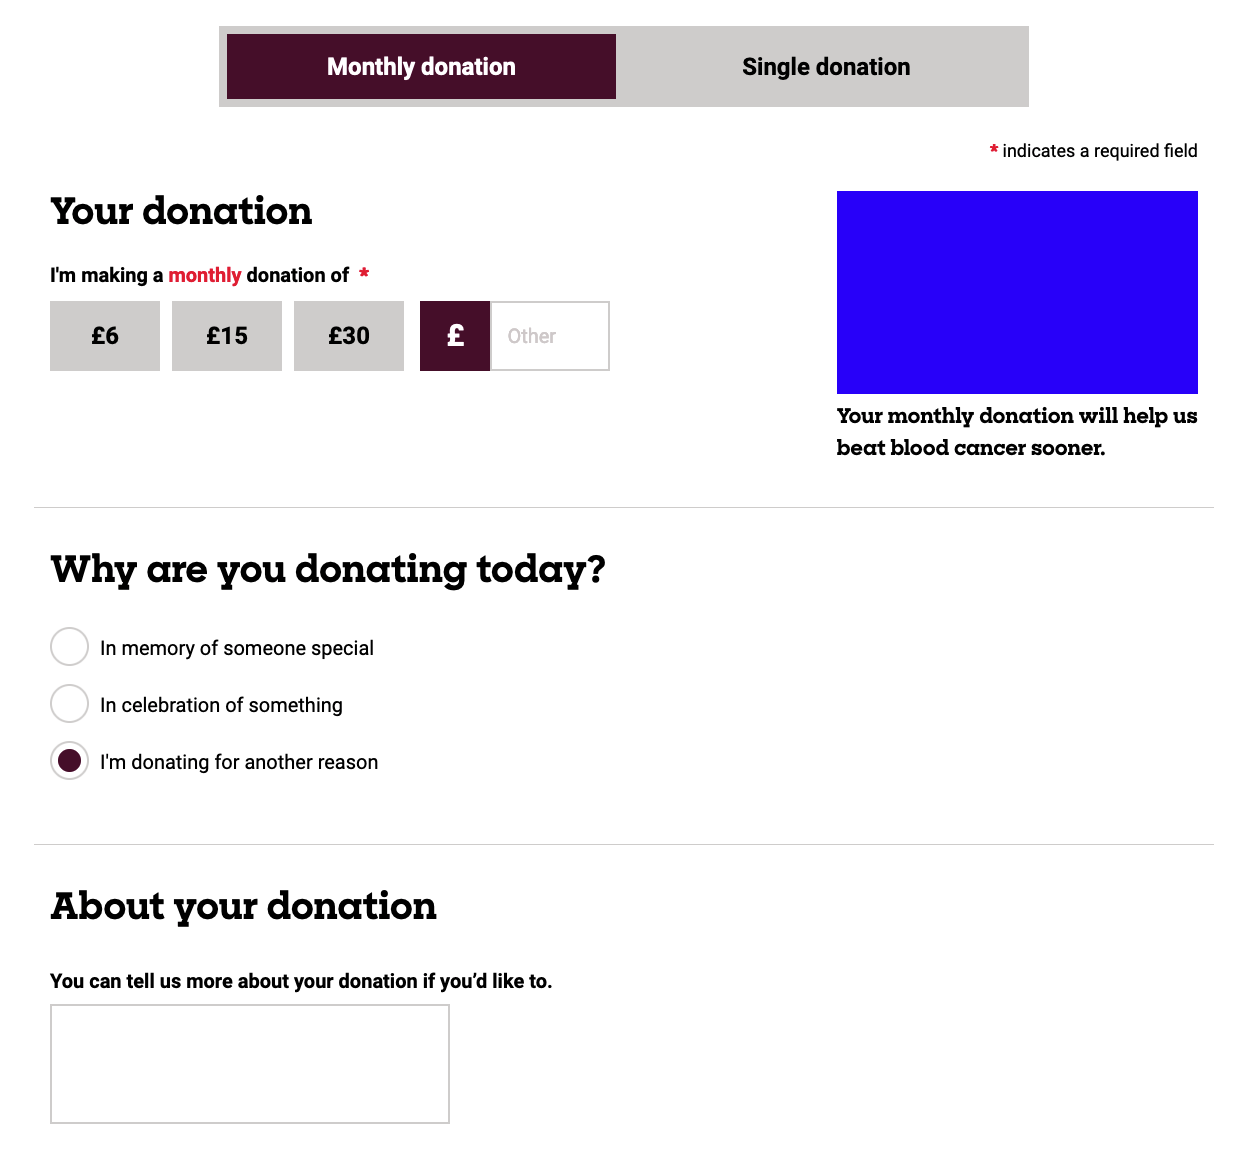 Monthly donation
Single donation
* indicates a required field
Your donation
I'm making a monthly donation of *
£6
£15
£30
£
Other
Your monthly donation will help us
beat blood cancer sooner.
Why are you donating today?
In memory of someone special
In celebration of something
I'm donating for another reason
About your donation
You can tell us more about your donation if you’d like to.